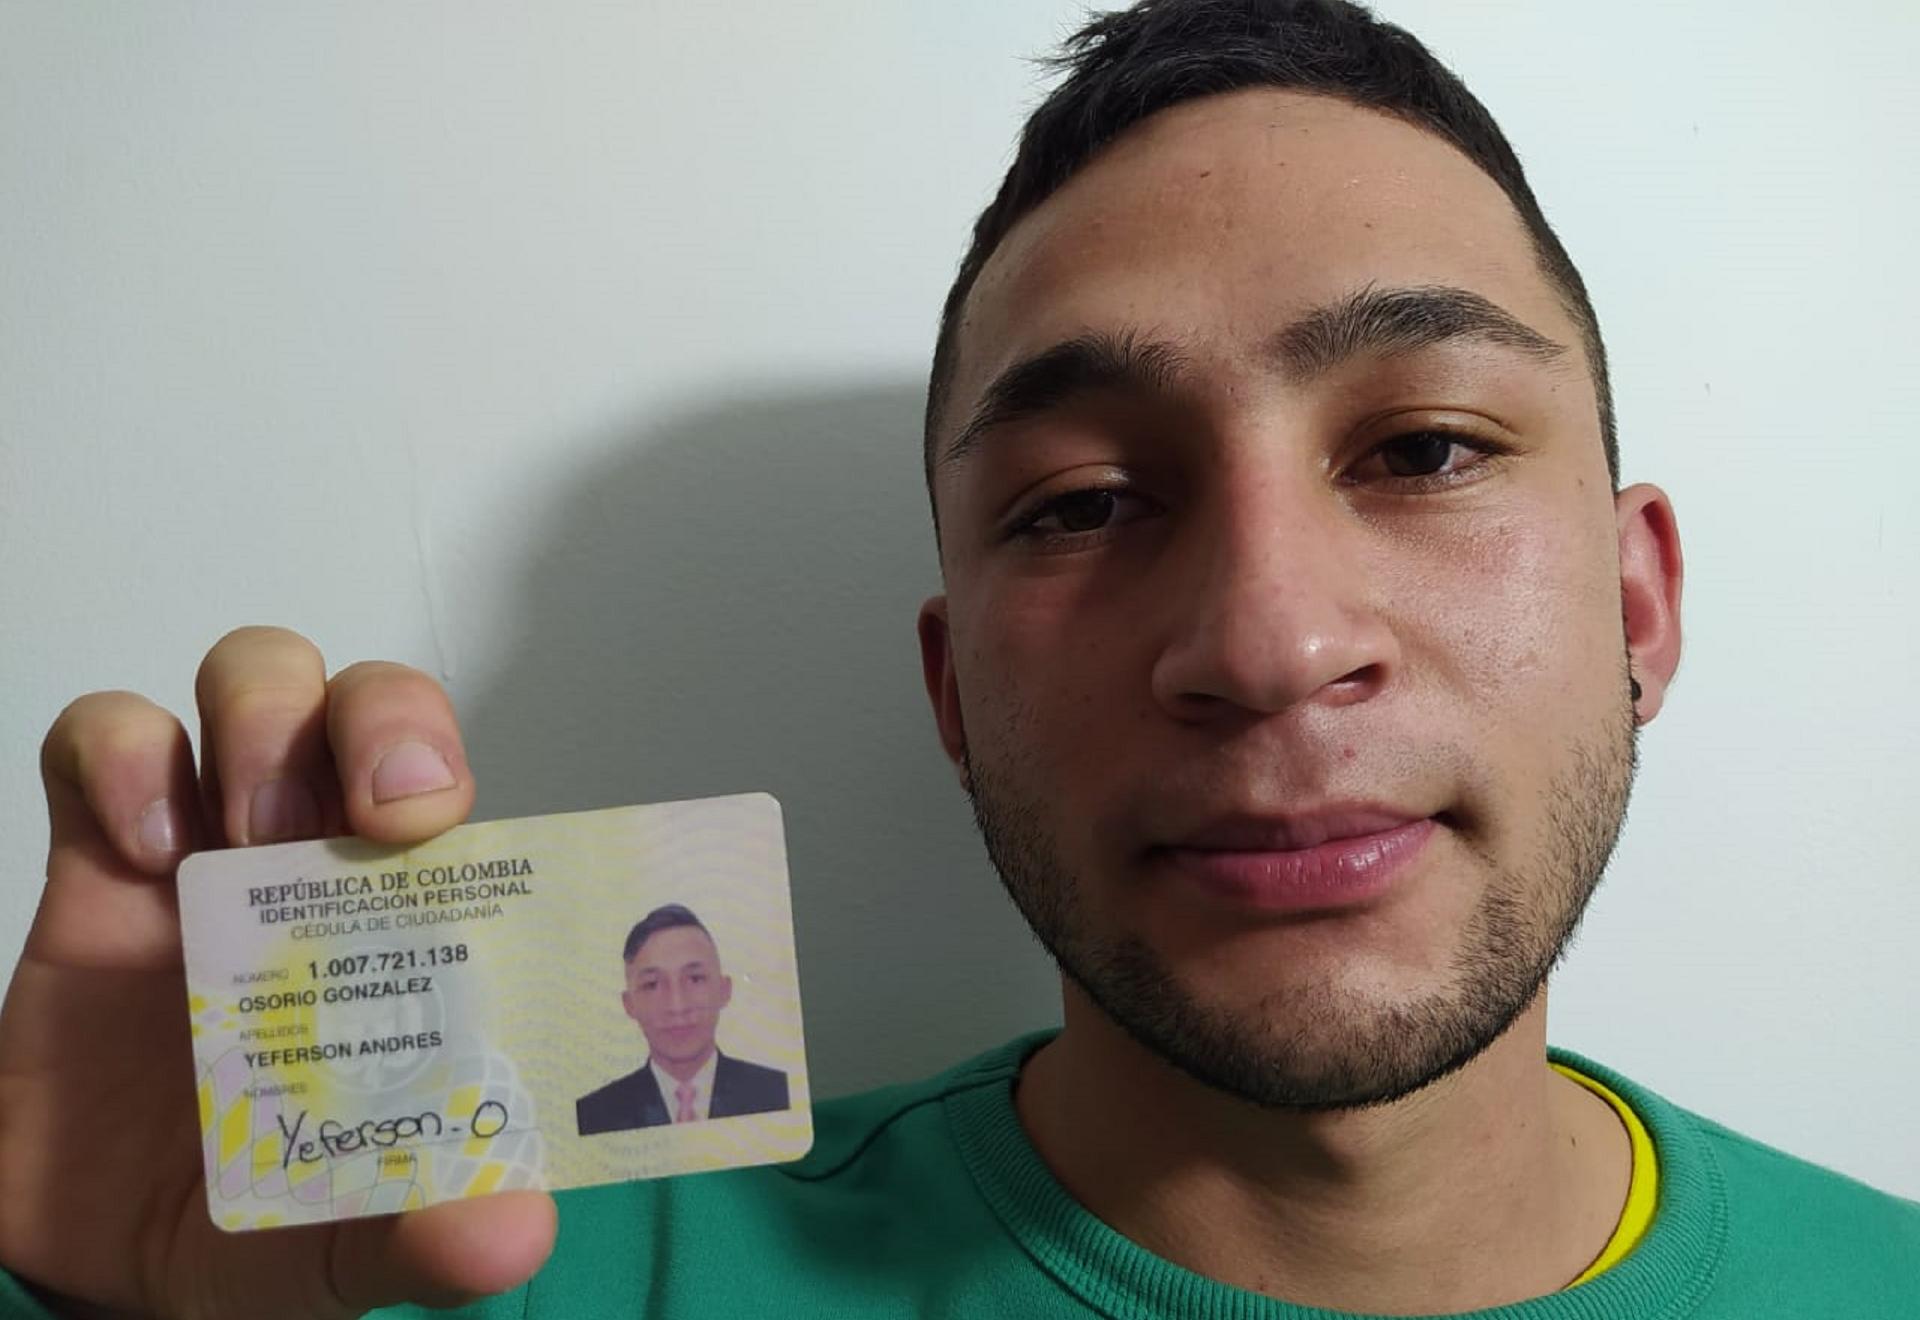 REPÚBLICA DE COLOMBIA
IDENTIFICACIÓN PERSONAL
CÉDULA DE CIUDADANÍA
NÚMERO 1.007.721.138
OSORIO GONZALEZ
APELLIDOS
YEFERSON ANDRES
NOMBRES
Yeferson.O
FIRMA